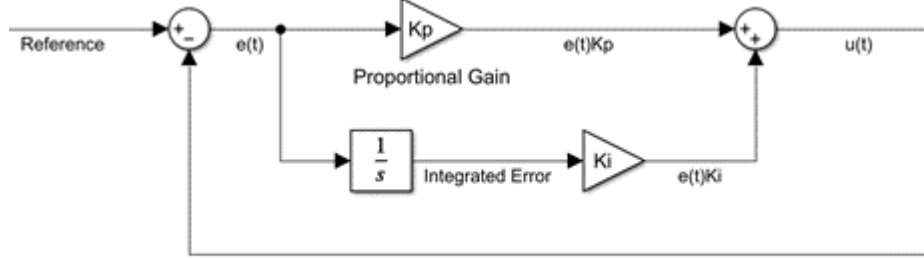 Reference
+
−
e(t)
Kp
Proportional Gain
e(t)Kp
+
+
u(t)
1
s
Integrated Error
Ki
e(t)Ki